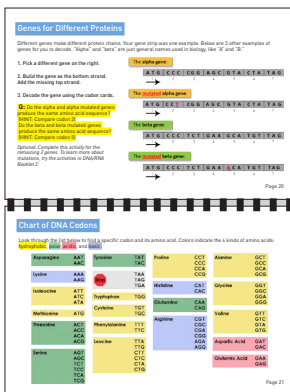 Genes for Different Proteins
Different genes make different protein chains. Your gene strip was one example. Below are 3 other examples of
genes for you to decode. "Alpha" and "beta" are just general names used in biology, like "A" and "B."
1. Pick a different gene on the right.
2. Build the gene as the bottom strand.
Add the missing top strand.
3. Decode the gene using the codon cards.
Q: Do the alpha and alpha mutated genes
produce the same amino acid sequence?
(HINT: Compare codon 2)
Do the beta and beta mutated genes
produce the same amino acid sequence?
(HINT: Compare codon 5)
Optional: Complete this activity for the
remaining 2 genes. To learn more about
mutations, try the activities in DNA/RNA
Booklet 2.
The alpha gene:
A T G C C C C G G A G C G T A C T A T A G
The mutated alpha gene:
The beta gene:
A T G C C C T C T G A A G C A T G T T A G
The mutated beta gene:
Page 20
Chart of DNA Codons
Look through the list below to find a specific codon and its amino acid. Colors indicate the 4 kinds of amino acids:
hydrophobic, polar, acidic, and basic.
Asparagine AAT
AAC
Lysine AAA
AAG
Isoleucine ATT
ATC
ATA
Methionine ATG
Threonine ACT
ACC
ACA
ACG
Serine AGT
AGC
TCT
TCC
TCA
TCG
Tyrosine TAT
TAC
Stop TAA
TAG
TGA
Tryptophan TGG
Cysteine TGT
TGC
Phenylalanine TTT
TTC
Leucine TTA
TTG
CTT
CTC
CTA
CTG
Proline CCT
CCC
CCA
CCG
Histidine CAT
CAC
Glutamine CAA
CAG
Arginine CGT
CGC
CGA
CGG
AGA
AGG
Alanine GCT
GCC
GCA
GCG
Glycine GGT
GGC
GGA
GGG
Valine GTT
GTC
GTA
GTG
Aspartic Acid GAT
GAC
Glutamic Acid GAA
GAG
Page 21